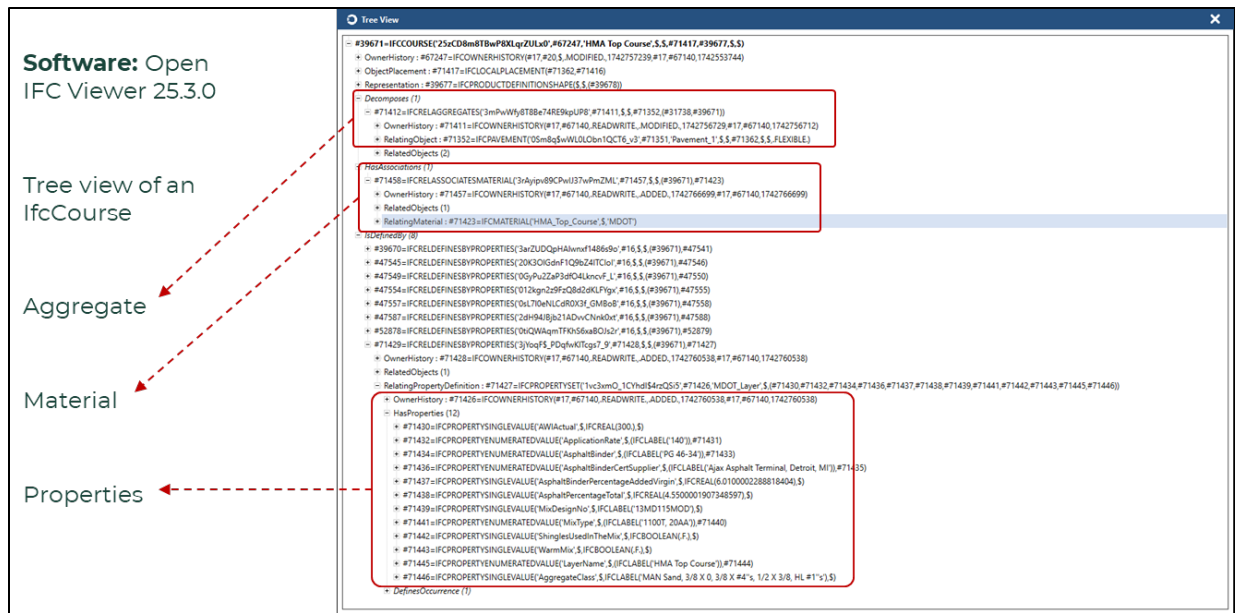 Software: Open
IFC Viewer 25.3.0
Tree view of an
IfcCourse
Aggregate
Material
Properties
Tree View
#39671=IFCCOURSE('25zCD8m8TBwP8XLqrZULx0',#67247,'HMA Top Course',$,$,#71417,#39677,$,$)
OwnerHistory : #67247=IFCOWNERHISTORY(#17,#20,$,.MODIFIED.,1742757239,#17,#67140,1742553744)
ObjectPlacement : #71417=IFCLOCALPLACEMENT(#71362,#71416)
Representation : #39677=IFCPRODUCTDEFINITIONSHAPE($,$,(#39678))
Decomposes (1)
#71412=IFCRELAGGREGATES('3mPwWfy8T8Be74RE9kpUP8',#71411,$,$,#71352,(#31738,#39671))
OwnerHistory : #71411=IFCOWNERHISTORY(#17,#67140,.READWRITE.,.MODIFIED.,1742756729,#17,#67140,1742756712)
RelatingObject : #71352=IFCPAVEMENT('0Sm8q$wWL0LObn1QCT6_v3',#71351,'Pavement_1',$,$,#71362,$,$,.FLEXIBLE.)
RelatedObjects (2)
HasAssociations (1)
#71458=IFCRELASSOCIATESMATERIAL('3rAyipv89CPwIJ37wPmZML',#71457,$,$,(#39671),#71423)
OwnerHistory : #71457=IFCOWNERHISTORY(#17,#67140,.READWRITE.,.ADDED.,1742766699,#17,#67140,1742766699)
RelatedObjects (1)
RelatingMaterial : #71423=IFCMATERIAL('HMA_Top_Course',$,'MDOT')
IsDefinedBy (8)
#39670=IFCRELDEFINESBYPROPERTIES('3arZUDQpHAIwnxf1486s9o',#16,$,$,(#39671),#47541)
#47545=IFCRELDEFINESBYPROPERTIES('20K3OIGdnF1Q9bZ4ITCIoI',#16,$,$,(#39671),#47546)
#47549=IFCRELDEFINESBYPROPERTIES('0GyPu2ZaP3dfO4LkncvF_L',#16,$,$,(#39671),#47550)
#47554=IFCRELDEFINESBYPROPERTIES('012kgn2z9FzQ8d2dKLFYgx',#16,$,$,(#39671),#47555)
#47557=IFCRELDEFINESBYPROPERTIES('0sL7I0eNLCdR0X3f_GMBoB',#16,$,$,(#39671),#47558)
#47587=IFCRELDEFINESBYPROPERTIES('2dH94JBjb21ADvvCNnk0xt',#16,$,$,(#39671),#47588)
#52878=IFCRELDEFINESBYPROPERTIES('0tiQWAqmTFKhS6xaBOJs2r',#16,$,$,(#39671),#52879)
#71429=IFCRELDEFINESBYPROPERTIES('3jYoqF$_PDqfwKlTcgs7_9',#71428,$,$,(#39671),#71427)
OwnerHistory : #71428=IFCOWNERHISTORY(#17,#67140,.READWRITE.,.ADDED.,1742760538,#17,#67140,1742760538)
RelatedObjects (1)
RelatingPropertyDefinition : #71427=IFCPROPERTYSET('1vc3xmO_1CYhdI$4rzQSi5',#71426,'MDOT_Layer',$,(#71430,#71432,#71434,#71436,#71437,#71438,#71439,#71441,#71442,#71443,#71445,#71446))
OwnerHistory : #71426=IFCOWNERHISTORY(#17,#67140,.READWRITE.,.ADDED.,1742760538,#17,#67140,1742760538)
HasProperties (12)
#71430=IFCPROPERTYSINGLEVALUE('AWIActual',$,IFCREAL(300.),$)
#71432=IFCPROPERTYENUMERATEDVALUE('ApplicationRate',$,(IFCLABEL('140')),#71431)
#71434=IFCPROPERTYENUMERATEDVALUE('AsphaltBinder',$,(IFCLABEL('PG 46-34')),#71433)
#71436=IFCPROPERTYENUMERATEDVALUE('AsphaltBinderCertSupplier',$,(IFCLABEL('Ajax Asphalt Terminal, Detroit, MI')),#71435)
#71437=IFCPROPERTYSINGLEVALUE('AsphaltBinderPercentageAddedVirgin',$,IFCREAL(6.0100002288818404),$)
#71438=IFCPROPERTYSINGLEVALUE('AsphaltPercentageTotal',$,IFCREAL(4.5500001907348597),$)
#71439=IFCPROPERTYSINGLEVALUE('MixDesignNo',$,IFCLABEL('13MD115MOD'),$)
#71441=IFCPROPERTYENUMERATEDVALUE('MixType',$,(IFCLABEL('1100T, 20AA')),#71440)
#71442=IFCPROPERTYSINGLEVALUE('ShinglesUsedInTheMix',$,IFCBOOLEAN(.F.),$)
#71443=IFCPROPERTYSINGLEVALUE('WarmMix',$,IFCBOOLEAN(.F.),$)
#71445=IFCPROPERTYENUMERATEDVALUE('LayerName',$,(IFCLABEL('HMA Top Course')),#71444)
#71446=IFCPROPERTYSINGLEVALUE('AggregateClass',$,IFCLABEL('MAN Sand, 3/8 X 0, 3/8 X #4''s, 1/2 X 3/8, HL #1''s'),$)
DefinesOccurrence (1)